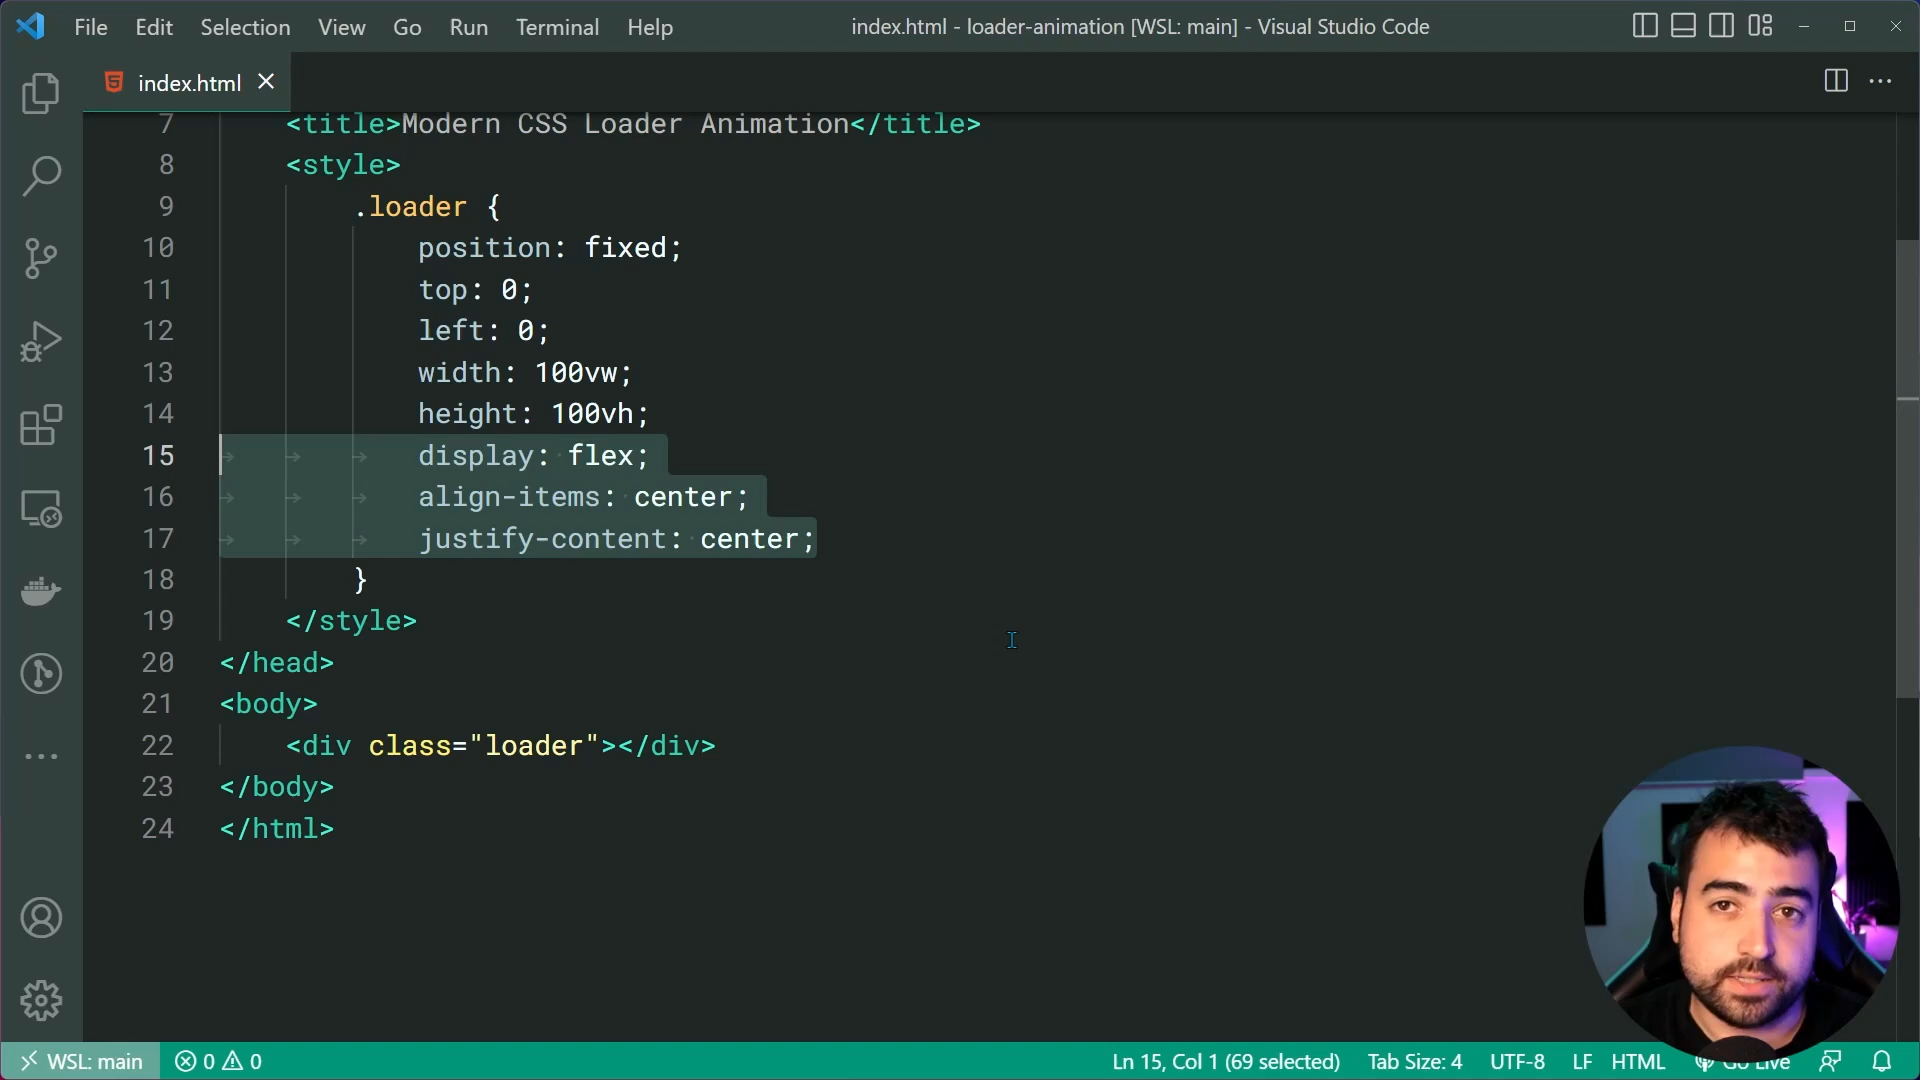 File Edit Selection View Go Run Terminal Help
index.html - loader-animation [WSL: main] - Visual Studio Code
index.html
7 <title>Modern CSS Loader Animation</title>
8 <style>
9 .loader {
10 position: fixed;
11 top: 0;
12 left: 0;
13 width: 100vw;
14 height: 100vh;
15 display: flex;
16 align-items: center;
17 justify-content: center;
18 }
19 </style>
20 </head>
21 <body>
22 <div class="loader"></div>
23 </body>
24 </html>
WSL: main 0 0 Ln 15, Col 1 (69 selected) Tab Size: 4 UTF-8 LF HTML Go Live